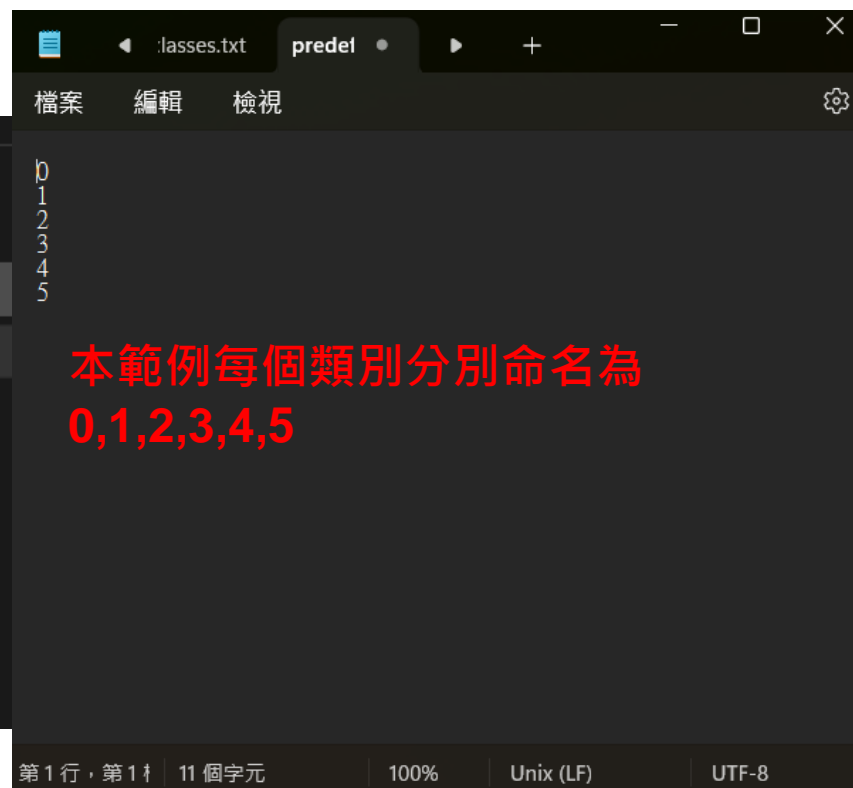 :lasses.txt predef
檔案 編輯 檢視
0
1
2
3
4
5
本範例每個類別分別命名為
0,1,2,3,4,5
第 1 行，第 1 11 個字元 100% Unix (LF) UTF-8